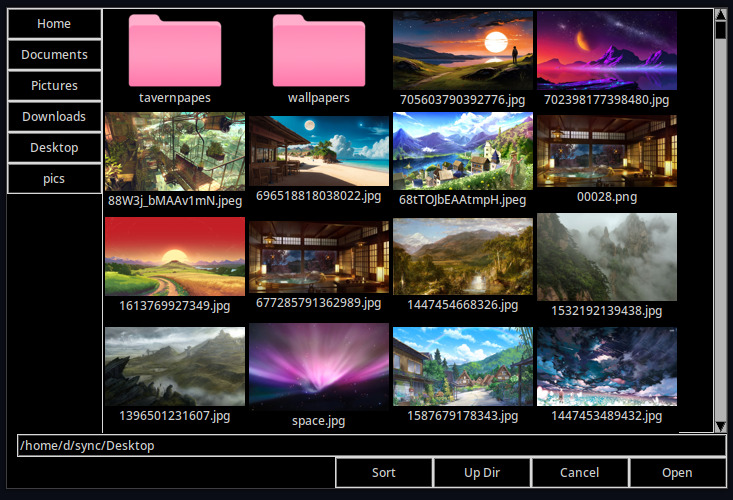 Home
Documents
Pictures
Downloads
Desktop
pics
tavernpapes
wallpapers
705603790392776.jpg
702398177398480.jpg
88W3j_bMAAv1mN.jpeg
696518818038022.jpg
68tTOJbEAAtmpH.jpeg
00028.png
1613769927349.jpg
677285791362989.jpg
1447454668326.jpg
1532192139438.jpg
1396501231607.jpg
space.jpg
1587679178343.jpg
1447453489432.jpg
/home/d/sync/Desktop
Sort
Up Dir
Cancel
Open